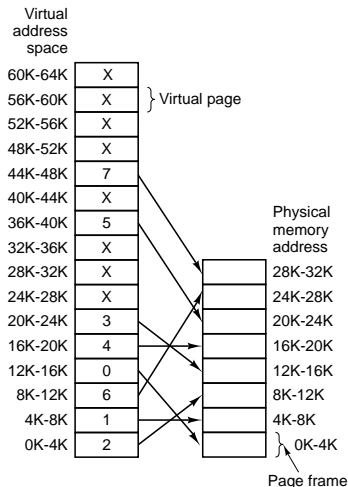 Virtual
address
space
60K-64K X
56K-60K X } Virtual page
52K-56K X
48K-52K X
44K-48K 7
40K-44K X
36K-40K 5
32K-36K X
28K-32K X
24K-28K X
20K-24K 3
16K-20K 4
12K-16K 0
8K-12K 6
4K-8K 1
0K-4K 2
Physical
memory
address
28K-32K
24K-28K
20K-24K
16K-20K
12K-16K
8K-12K
4K-8K
0K-4K
Page frame